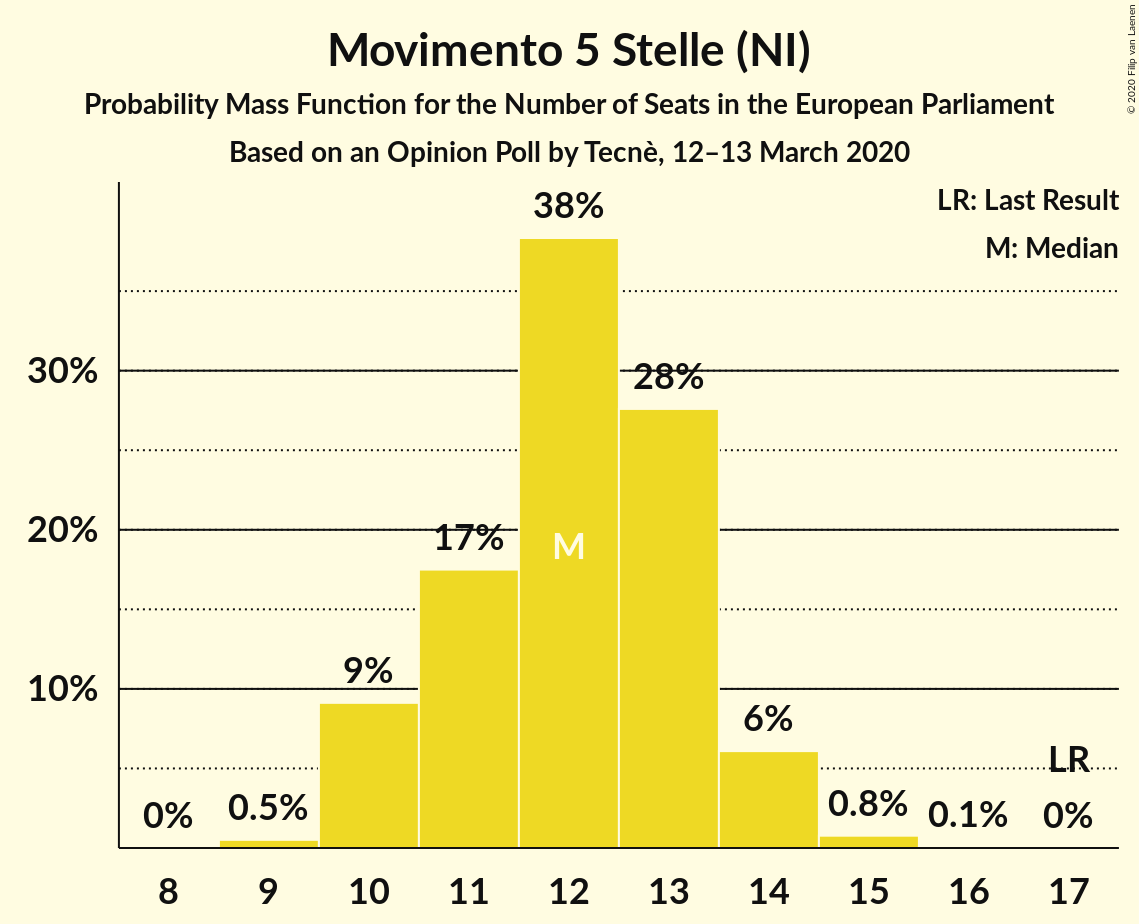 Movimento 5 Stelle (NI)
Probability Mass Function for the Number of Seats in the European Parliament
Based on an Opinion Poll by Tecnè, 12–13 March 2020
© 2020 Filip van Laenen
LR: Last Result
M: Median
38%
30%
28%
20%
17%
M
10%
9%
6%
LR
0%
0.5%
0.8%
0.1%
0%
8 9 10 11 12 13 14 15 16 17